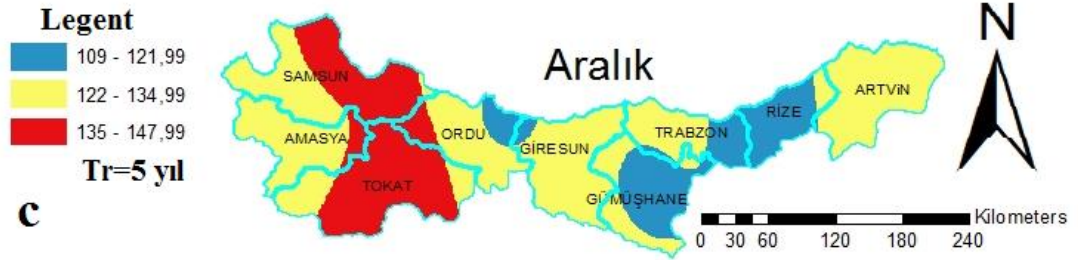 Legent
109 - 121,99
122 - 134,99
135 - 147,99
Tr=5 yıl
c
Aralık
N
SAMSUN
AMASYA
TOKAT
ORDU
GİRESUN
TRABZON
GÜMÜŞHANE
RİZE
ARTViN
Kilometers
0 30 60 120 180 240